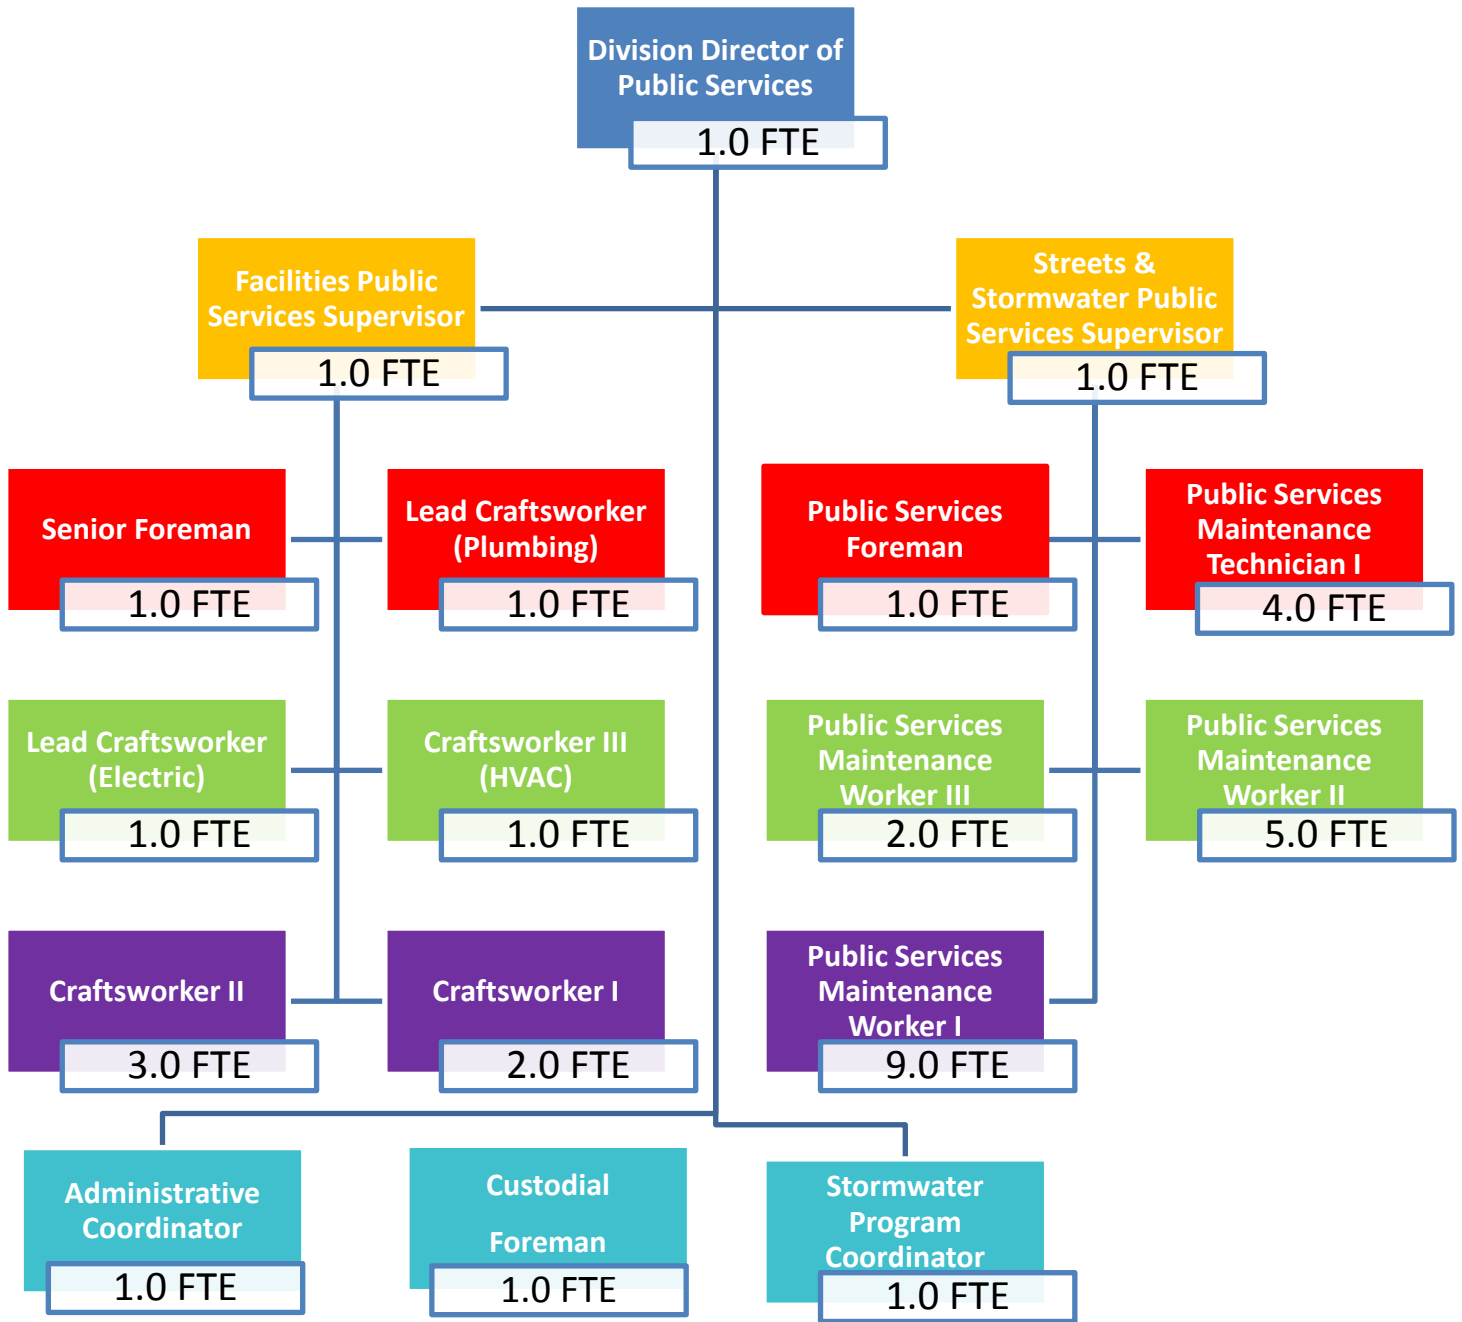 Division Director of
Public Services
1.0 FTE
Facilities Public
Services Supervisor
1.0 FTE
Streets &
Stormwater Public
Services Supervisor
1.0 FTE
Senior Foreman
1.0 FTE
Lead Craftsworker
(Plumbing)
1.0 FTE
Public Services
Foreman
1.0 FTE
Public Services
Maintenance
Technician I
4.0 FTE
Lead Craftsworker
(Electric)
1.0 FTE
Craftsworker III
(HVAC)
1.0 FTE
Public Services
Maintenance
Worker III
2.0 FTE
Public Services
Maintenance
Worker II
5.0 FTE
Craftsworker II
3.0 FTE
Craftsworker I
2.0 FTE
Public Services
Maintenance
Worker I
9.0 FTE
Administrative
Coordinator
1.0 FTE
Custodial
Foreman
1.0 FTE
Stormwater
Program
Coordinator
1.0 FTE